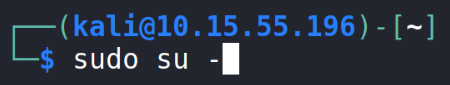 ┌──(kali@10.15.55.196)-[~]
└─$ sudo su -